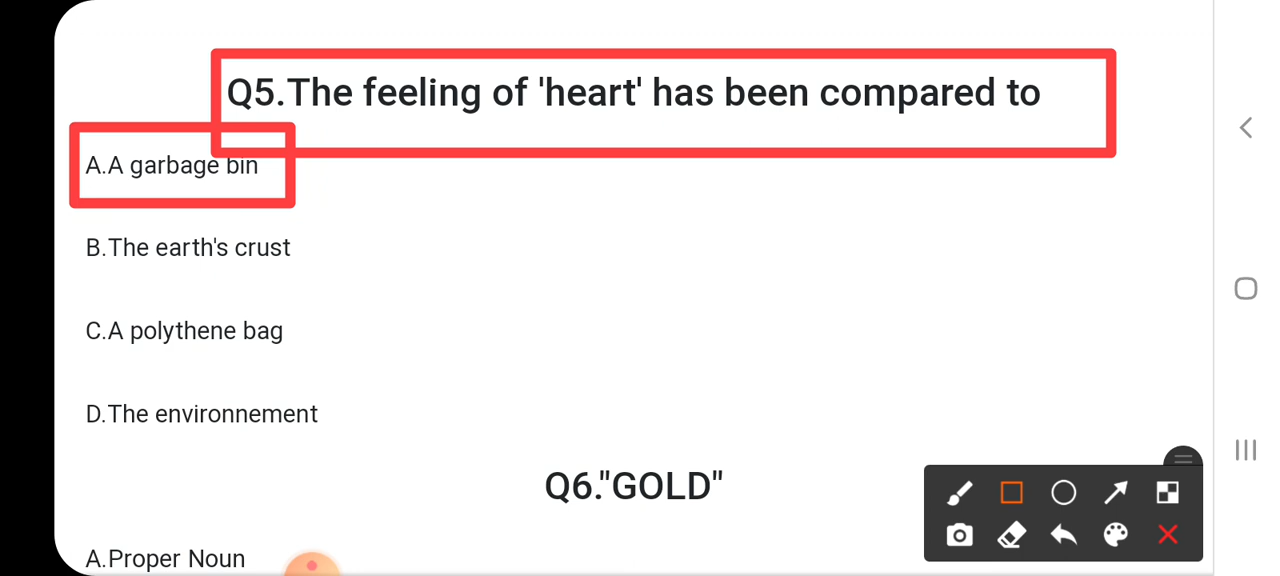 Q5.The feeling of 'heart' has been compared to
A.A garbage bin
B.The earth's crust
C.A polythene bag
D.The environnement
Q6."GOLD"
A.Proper Noun